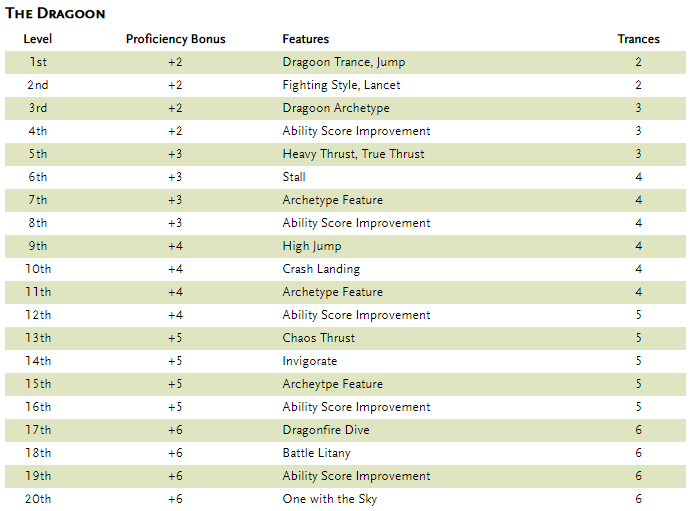 The Dragoon
Level Proficiency Bonus Features Trances
1st +2 Dragoon Trance, Jump 2
2nd +2 Fighting Style, Lancet 2
3rd +2 Dragoon Archetype 3
4th +2 Ability Score Improvement 3
5th +3 Heavy Thrust, True Thrust 3
6th +3 Stall 4
7th +3 Archetype Feature 4
8th +3 Ability Score Improvement 4
9th +4 High Jump 4
10th +4 Crash Landing 4
11th +4 Archetype Feature 4
12th +4 Ability Score Improvement 5
13th +5 Chaos Thrust 5
14th +5 Invigorate 5
15th +5 Archeytpe Feature 5
16th +5 Ability Score Improvement 5
17th +6 Dragonfire Dive 6
18th +6 Battle Litany 6
19th +6 Ability Score Improvement 6
20th +6 One with the Sky 6